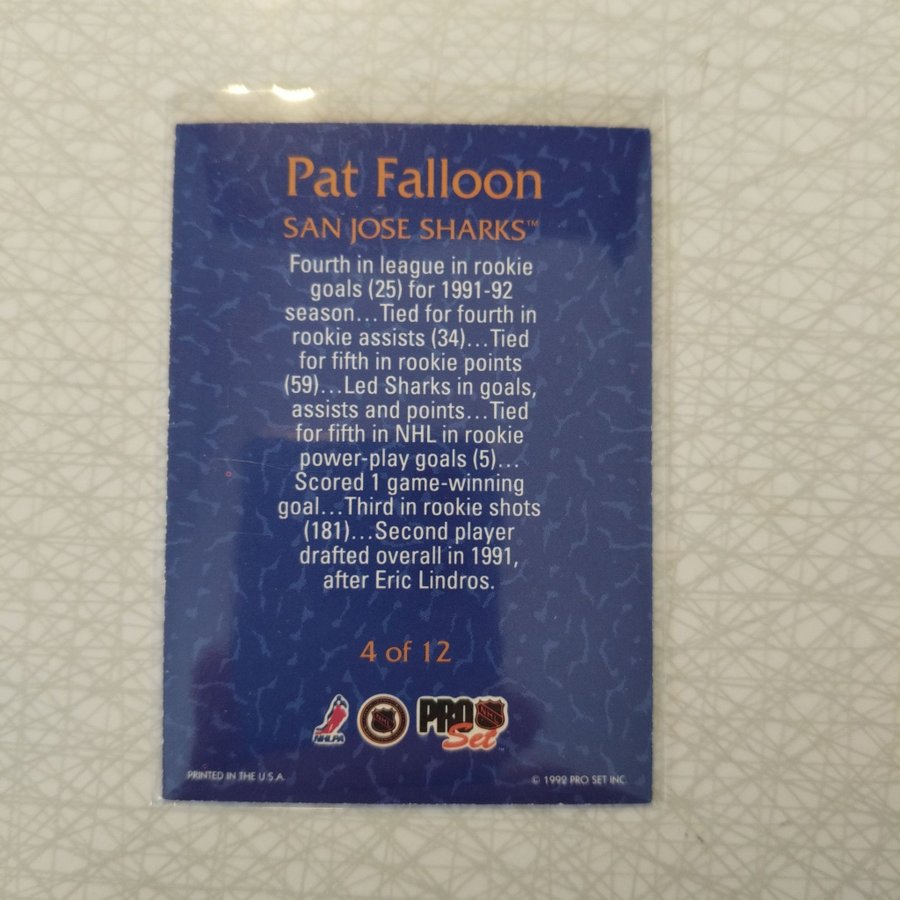 Pat Falloon
SAN JOSE SHARKS™
Fourth in league in rookie
goals (25) for 1991-92
season...Tied for fourth in
rookie assists (34)...Tied
for fifth in rookie points
(59)...Led Sharks in goals,
assists and points...Tied
for fifth in NHL in rookie
power-play goals (5)...
Scored 1 game-winning
goal...Third in rookie shots
(181)...Second player
drafted overall in 1991,
after Eric Lindros.
4 of 12
NHLPA
NHL
PRO Set
NHL
PRINTED IN THE U.S.A.
© 1992 PRO SET INC.